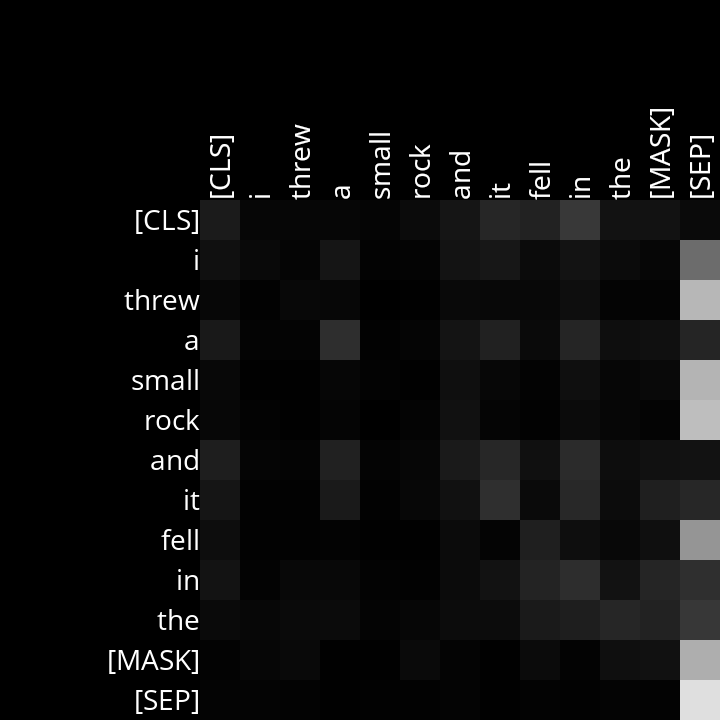 [CLS] i threw a small rock and it fell in the [MASK] [SEP]
[CLS]
i
threw
a
small
rock
and
it
fell
in
the
[MASK]
[SEP]